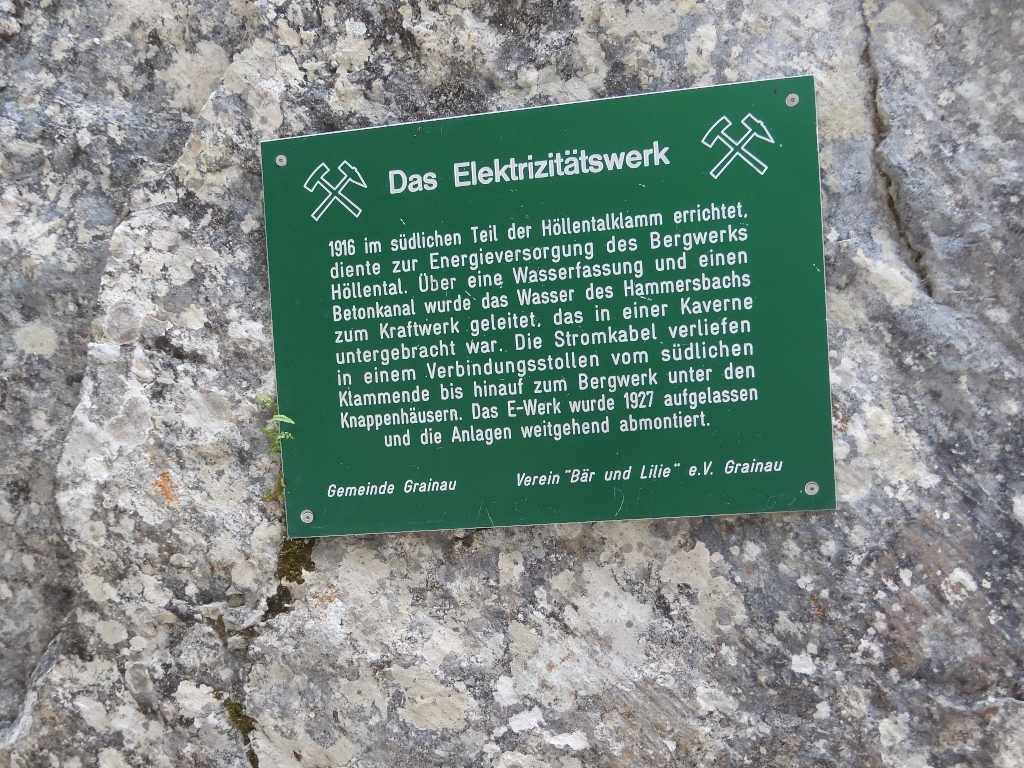 Das Elektrizitätswerk
1916 im südlichen Teil der Höllentalklamm errichtet,
diente zur Energieversorgung des Bergwerks
Höllental. Über eine Wasserfassung und einen
Betonkanal wurde das Wasser des Hammersbachs
zum Kraftwerk geleitet, das in einer Kaverne
untergebracht war. Die Stromkabel verliefen
in einem Verbindungsstollen vom südlichen
Klammende bis hinauf zum Bergwerk unter den
Knappenhäusern. Das E-Werk wurde 1927 aufgelassen
und die Anlagen weitgehend abmontiert.
Gemeinde Grainau Verein "Bär und Lilie" e.V. Grainau